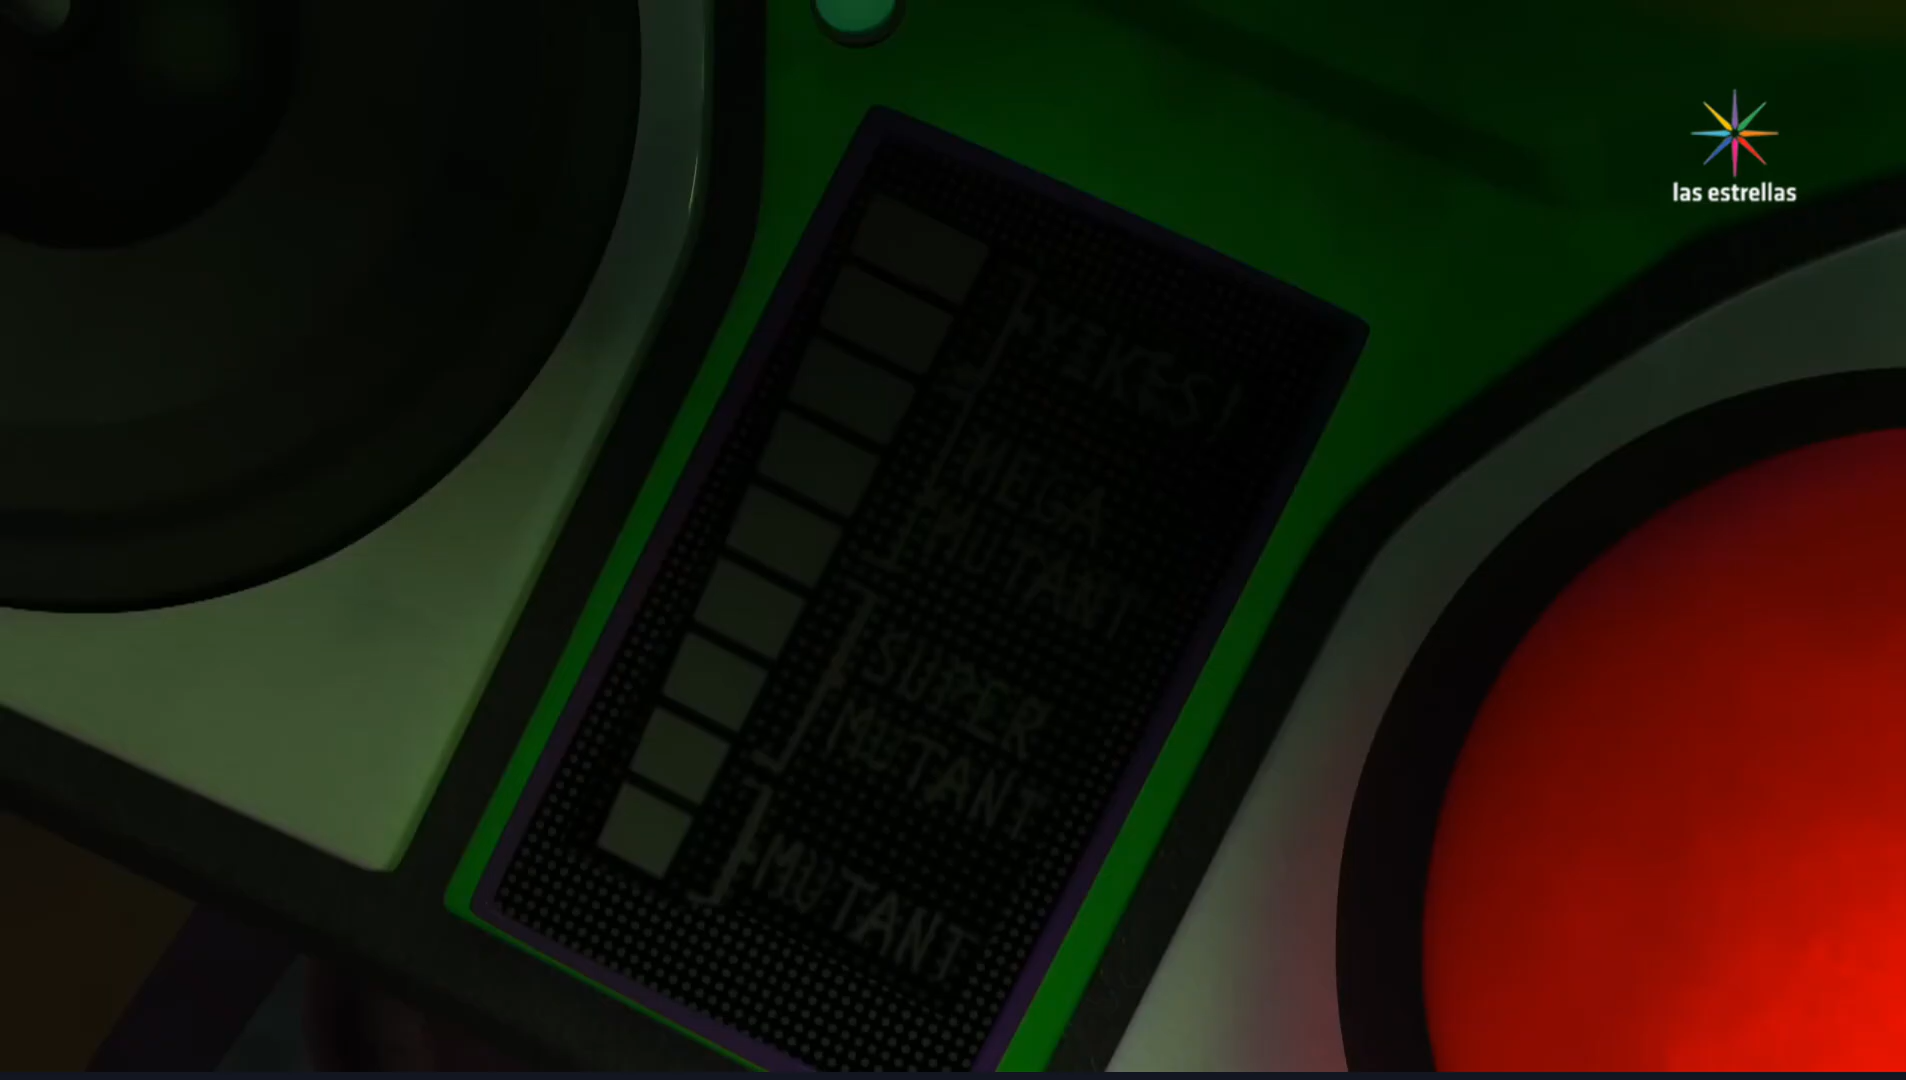 las estrellas
YIKES!
MEGA
MUTANT
SUPER
MUTANT
MUTANT